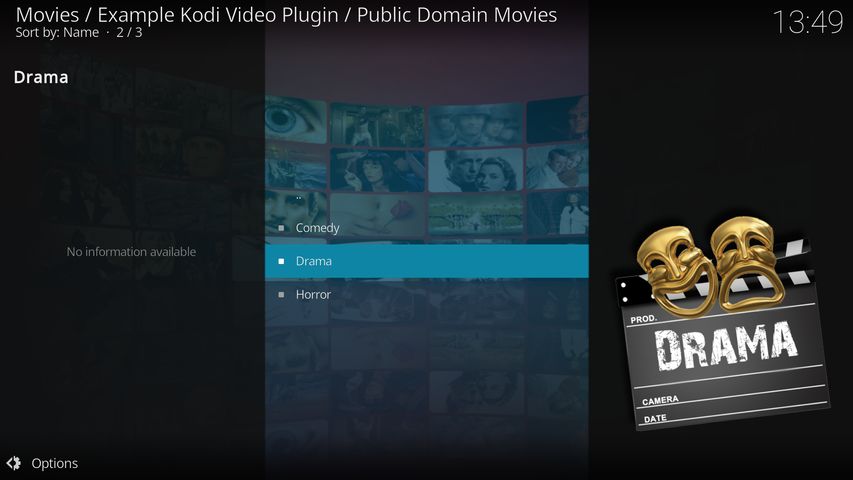 Movies / Example Kodi Video Plugin / Public Domain Movies
Sort by: Name · 2 / 3
13:49
Drama
..
Comedy
No information available
Drama
Horror
PROD.
DRAMA
CAMERA
DATE
Options